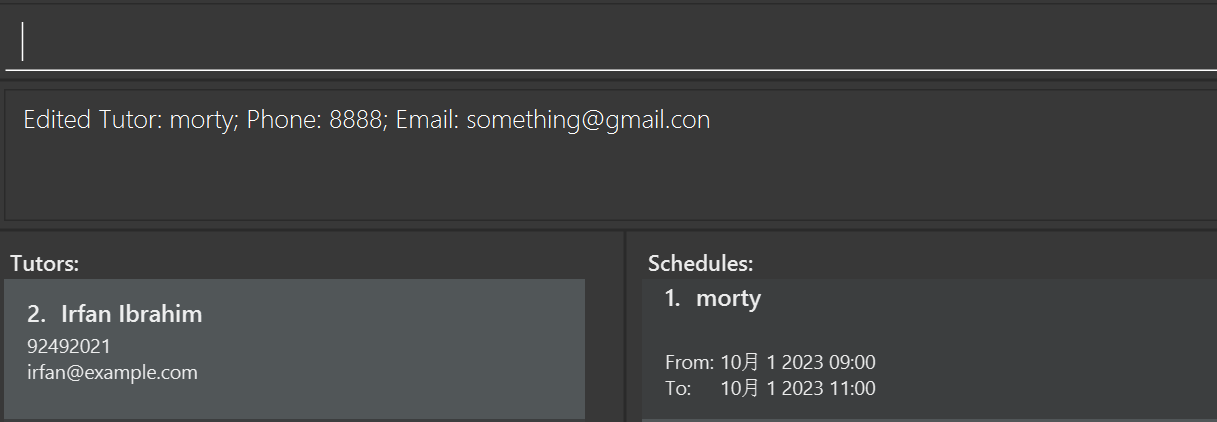 Edited Tutor: morty; Phone: 8888; Email: something@gmail.con
Tutors:
2. Irfan Ibrahim
92492021
irfan@example.com
Schedules:
1. morty
From: 10月 1 2023 09:00
To: 10月 1 2023 11:00